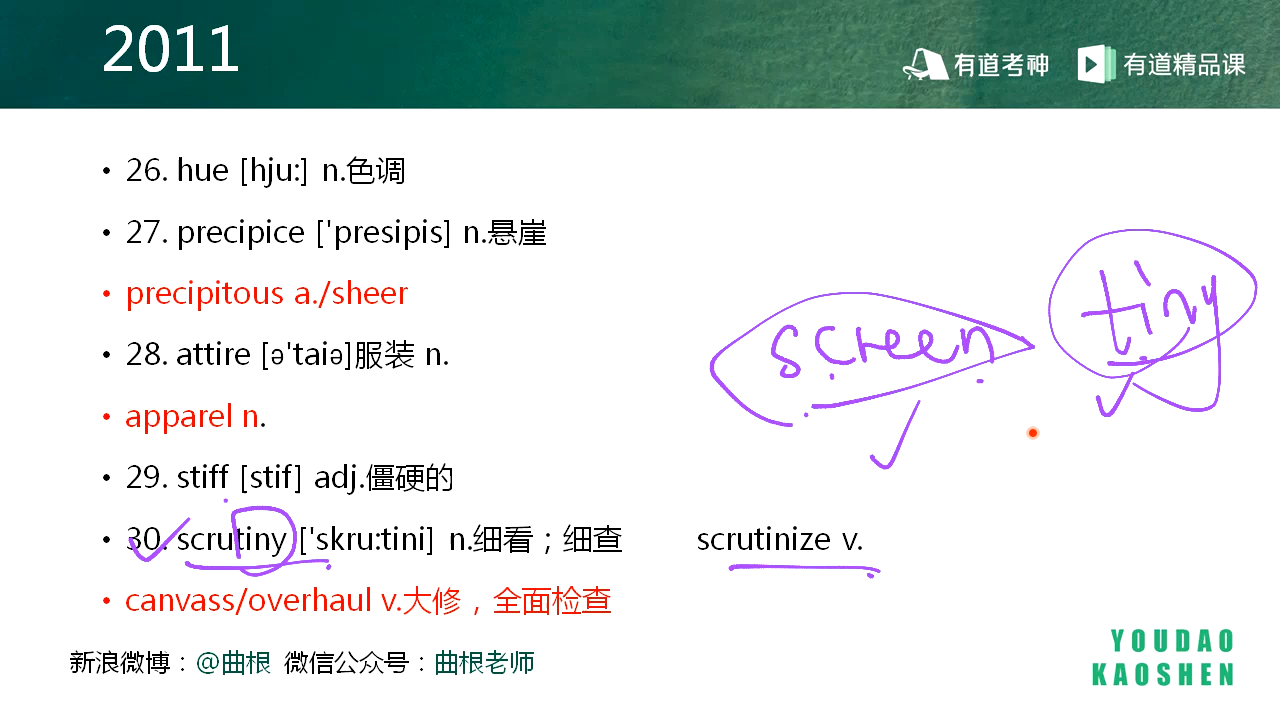 2011
有道考神
有道精品课
• 26. hue [hju:] n.色调
• 27. precipice ['presipis] n.悬崖
• precipitous a./sheer
• 28. attire [ə'taiə]服装 n.
• apparel n.
• 29. stiff [stif] adj.僵硬的
• 30. scrutiny ['skru:tini] n.细看；细查 scrutinize v.
• canvass/overhaul v.大修，全面检查
screen
tiny
新浪微博：@曲根 微信公众号：曲根老师
YOUDAO
KAOSHEN